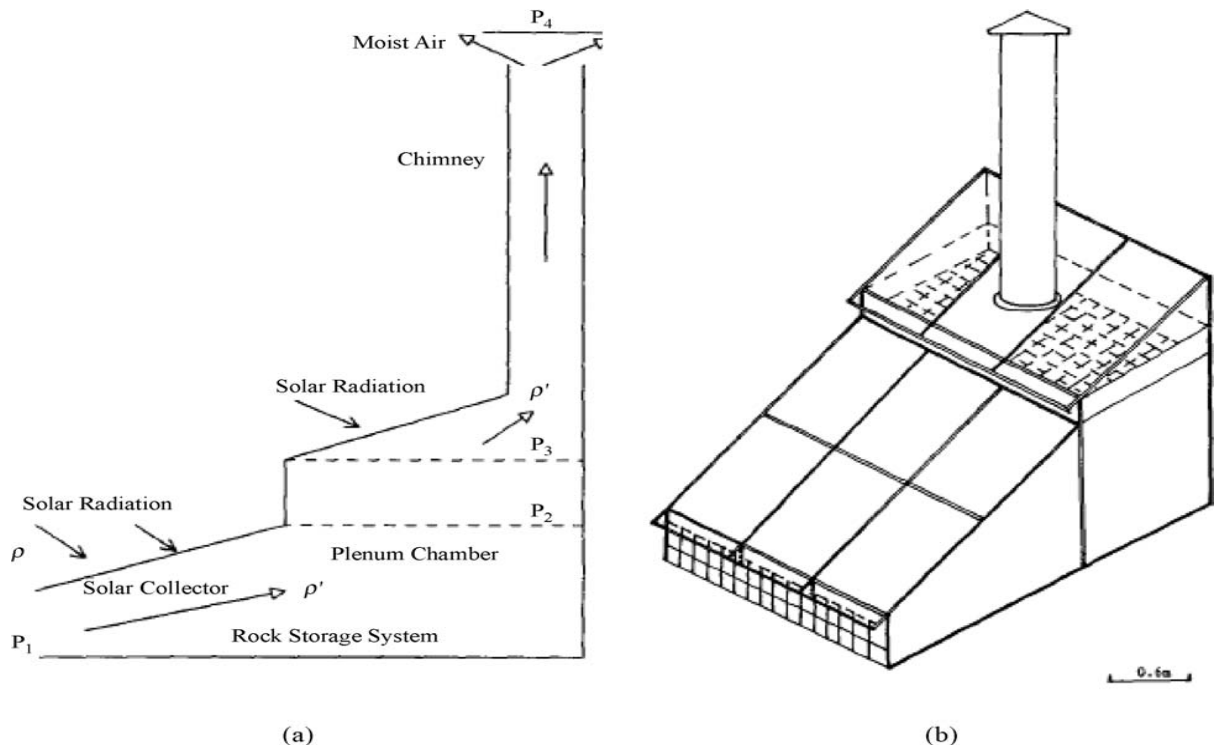 P4
Moist Air
Chimney
Solar Radiation
ρ'
P3
Solar Radiation
P2
ρ
Plenum Chamber
Solar Collector
ρ'
P1
Rock Storage System
0.6m
(a)
(b)